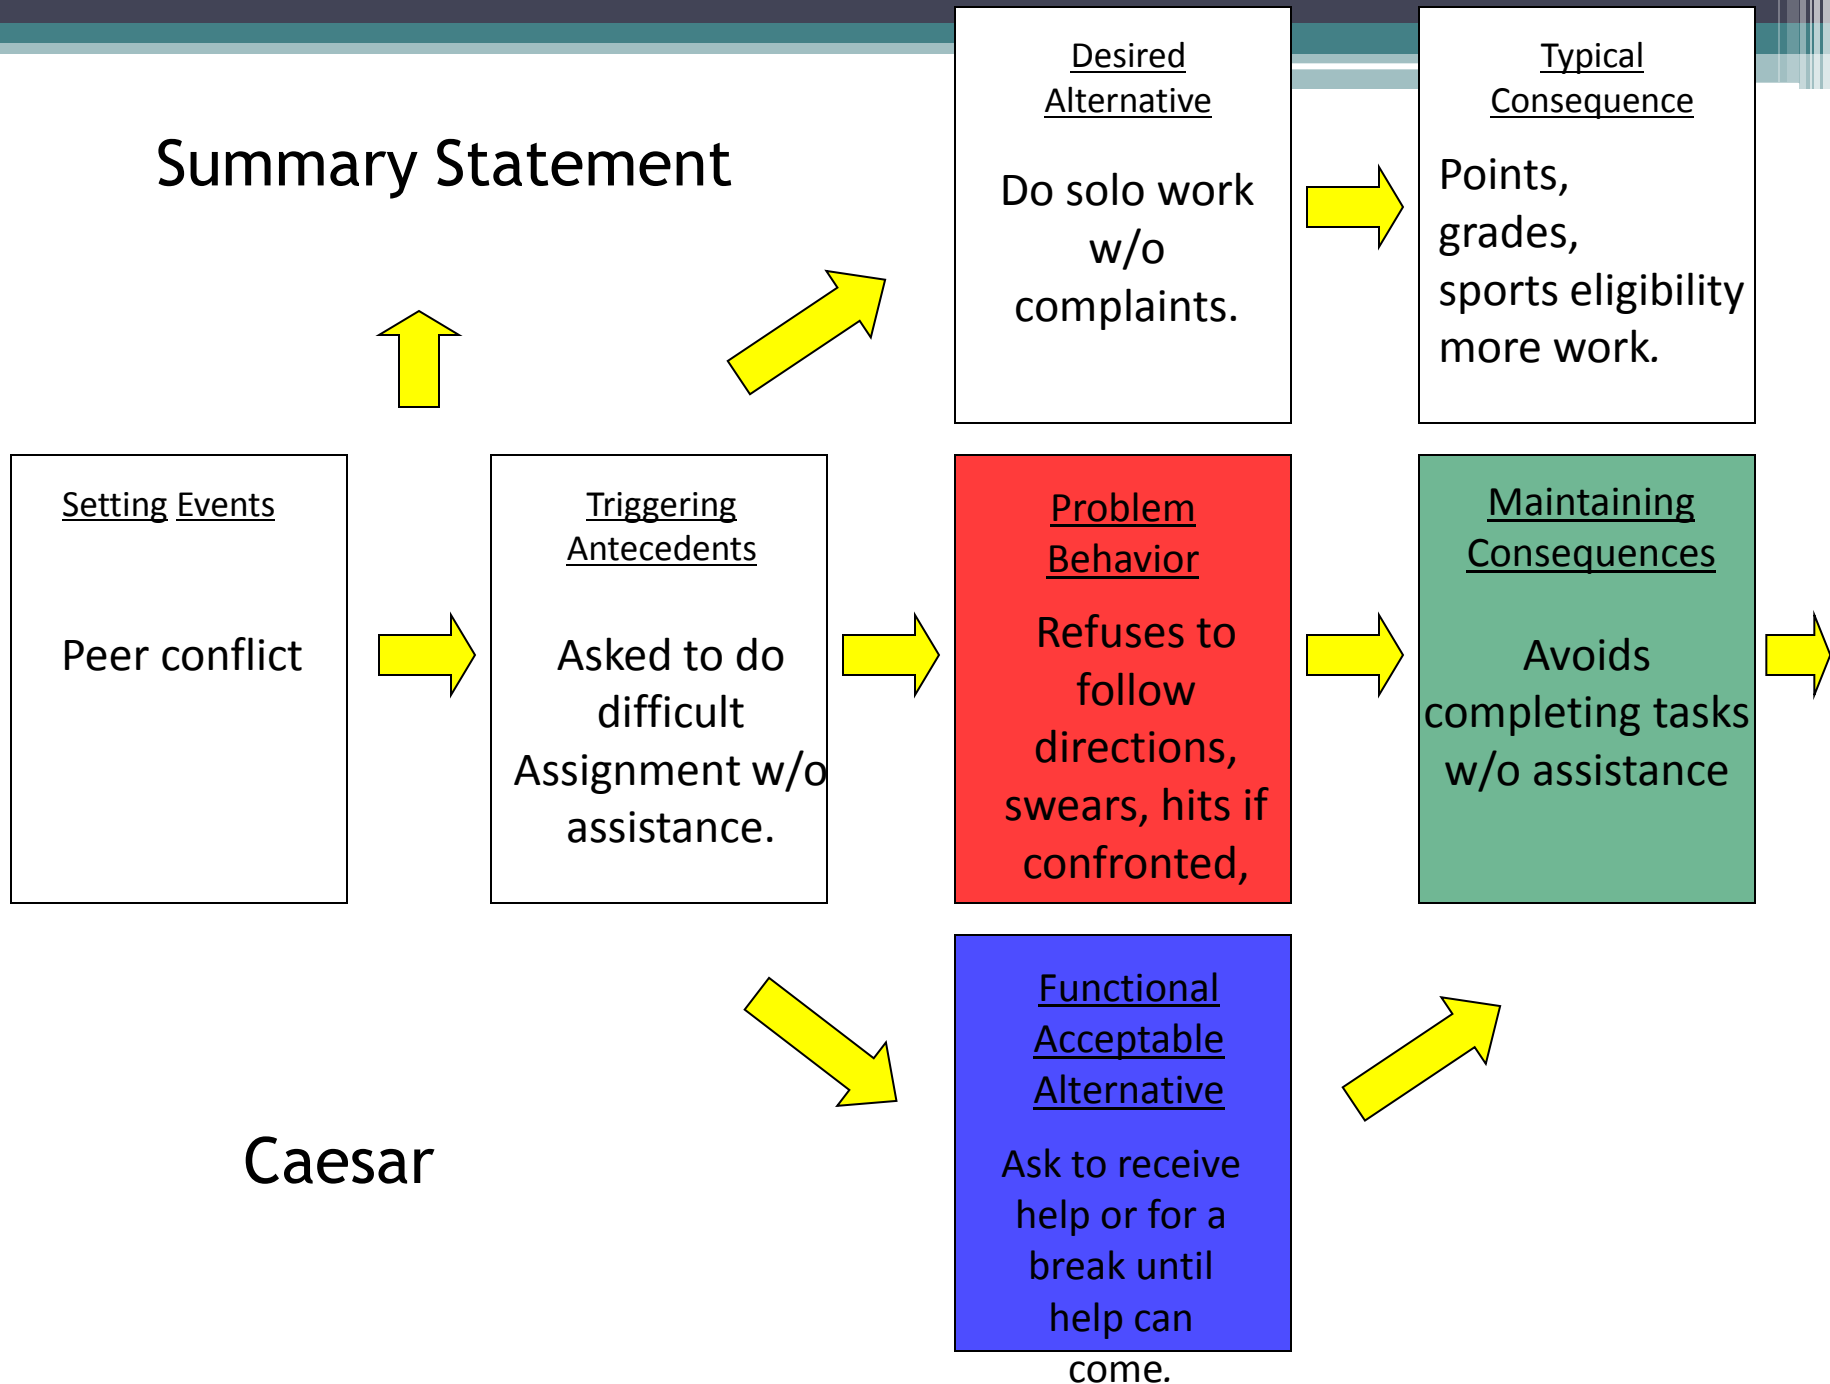 Summary Statement
Desired
Alternative
Do solo work
w/o
complaints.
Typical
Consequence
Points,
grades,
sports eligibility
more work.
Setting Events
Peer conflict
Triggering
Antecedents
Asked to do
difficult
Assignment w/o
assistance.
Problem
Behavior
Refuses to
follow
directions,
swears, hits if
confronted,
Maintaining
Consequences
Avoids
completing tasks
w/o assistance
Functional
Acceptable
Alternative
Ask to receive
help or for a
break until
help can
come.
Caesar